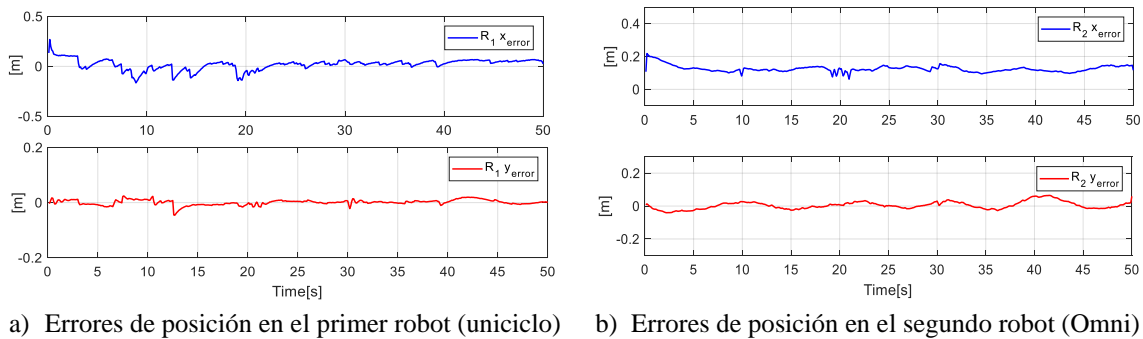 0.5
0
-0.5
[m]
R1 xerror
0 10 20 30 40 50
0.2
0
-0.2
[m]
R1 yerror
0 5 10 15 20 25 30 35 40 45 50
Time[s]
a) Errores de posición en el primer robot (uniciclo)
0.4
0.2
0
[m]
R2 xerror
0 5 10 15 20 25 30 35 40 45 50
0.2
0
-0.2
[m]
R2 yerror
0 5 10 15 20 25 30 35 40 45 50
Time[s]
b) Errores de posición en el segundo robot (Omni)